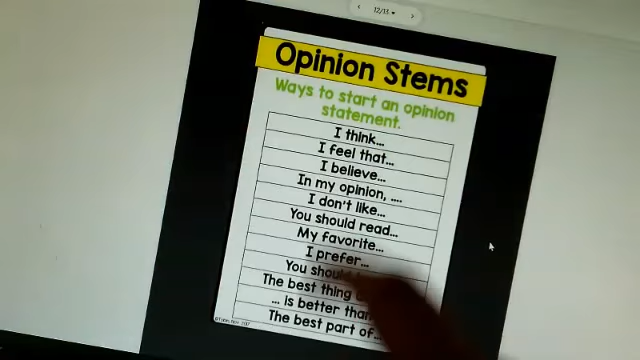 12/13
Opinion Stems
Ways to start an opinion
statement.
I think...
I feel that...
I believe...
In my opinion, ....
I don't like...
You should read...
My favorite...
I prefer...
You should
The best thing
... is better than
The best part of...